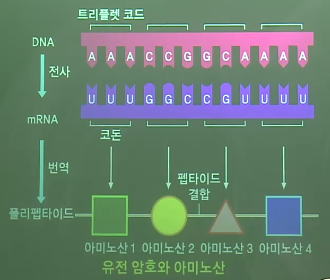 트리플렛 코드
DNA
A A A C C G G C A A A A
전사
U U U G G C C G U U U U
mRNA
코돈
번역
펩타이드
결합
폴리펩타이드
아미노산 1 아미노산 2 아미노산 3 아미노산 4
유전 암호와 아미노산